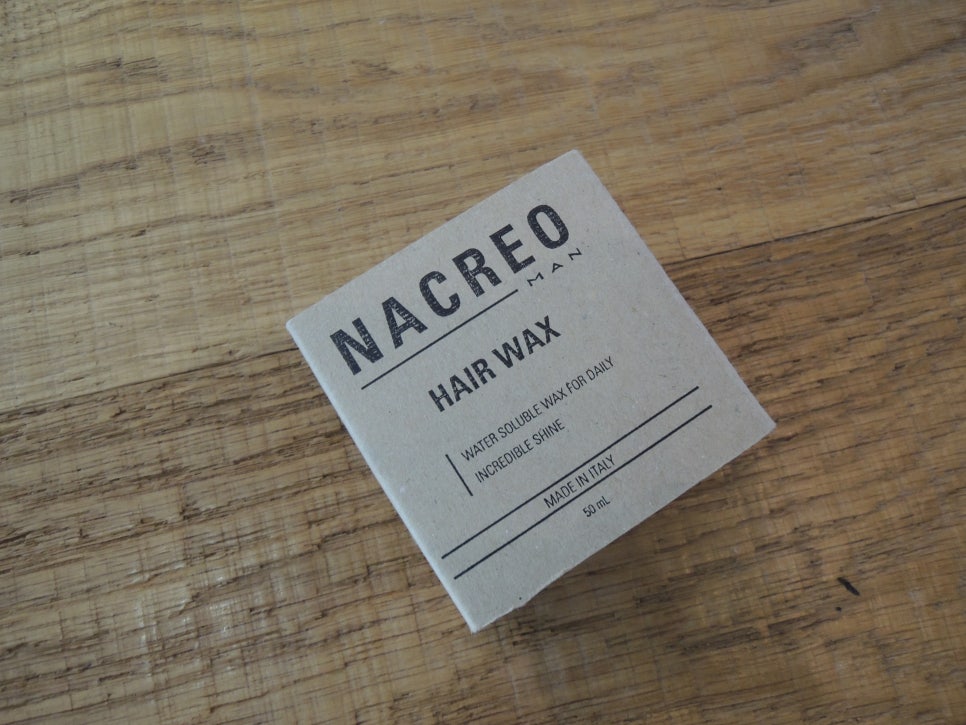 NACREO
MAN
HAIR WAX
WATER SOLUBLE WAX FOR DAILY
INCREDIBLE SHINE
MADE IN ITALY
50 mL